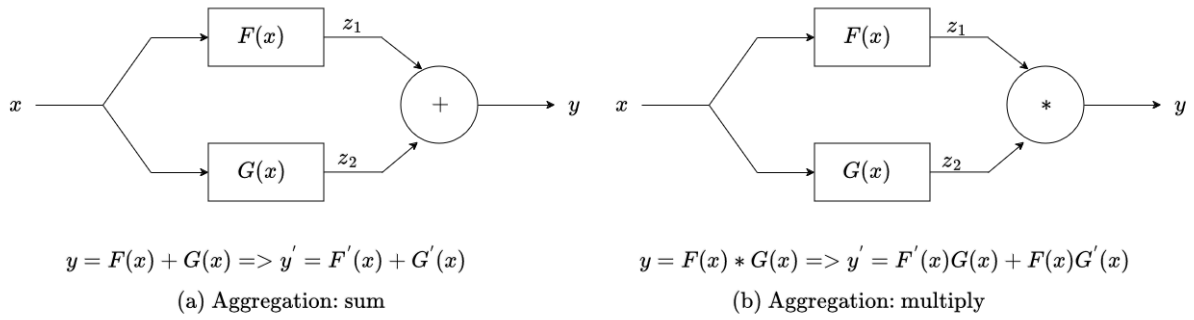 F(x)
z₁
x
+
y
G(x)
z₂
y = F(x) + G(x) => y' = F'(x) + G'(x)
(a) Aggregation: sum
F(x)
z₁
x
*
y
G(x)
z₂
y = F(x) * G(x) => y' = F'(x)G(x) + F(x)G'(x)
(b) Aggregation: multiply